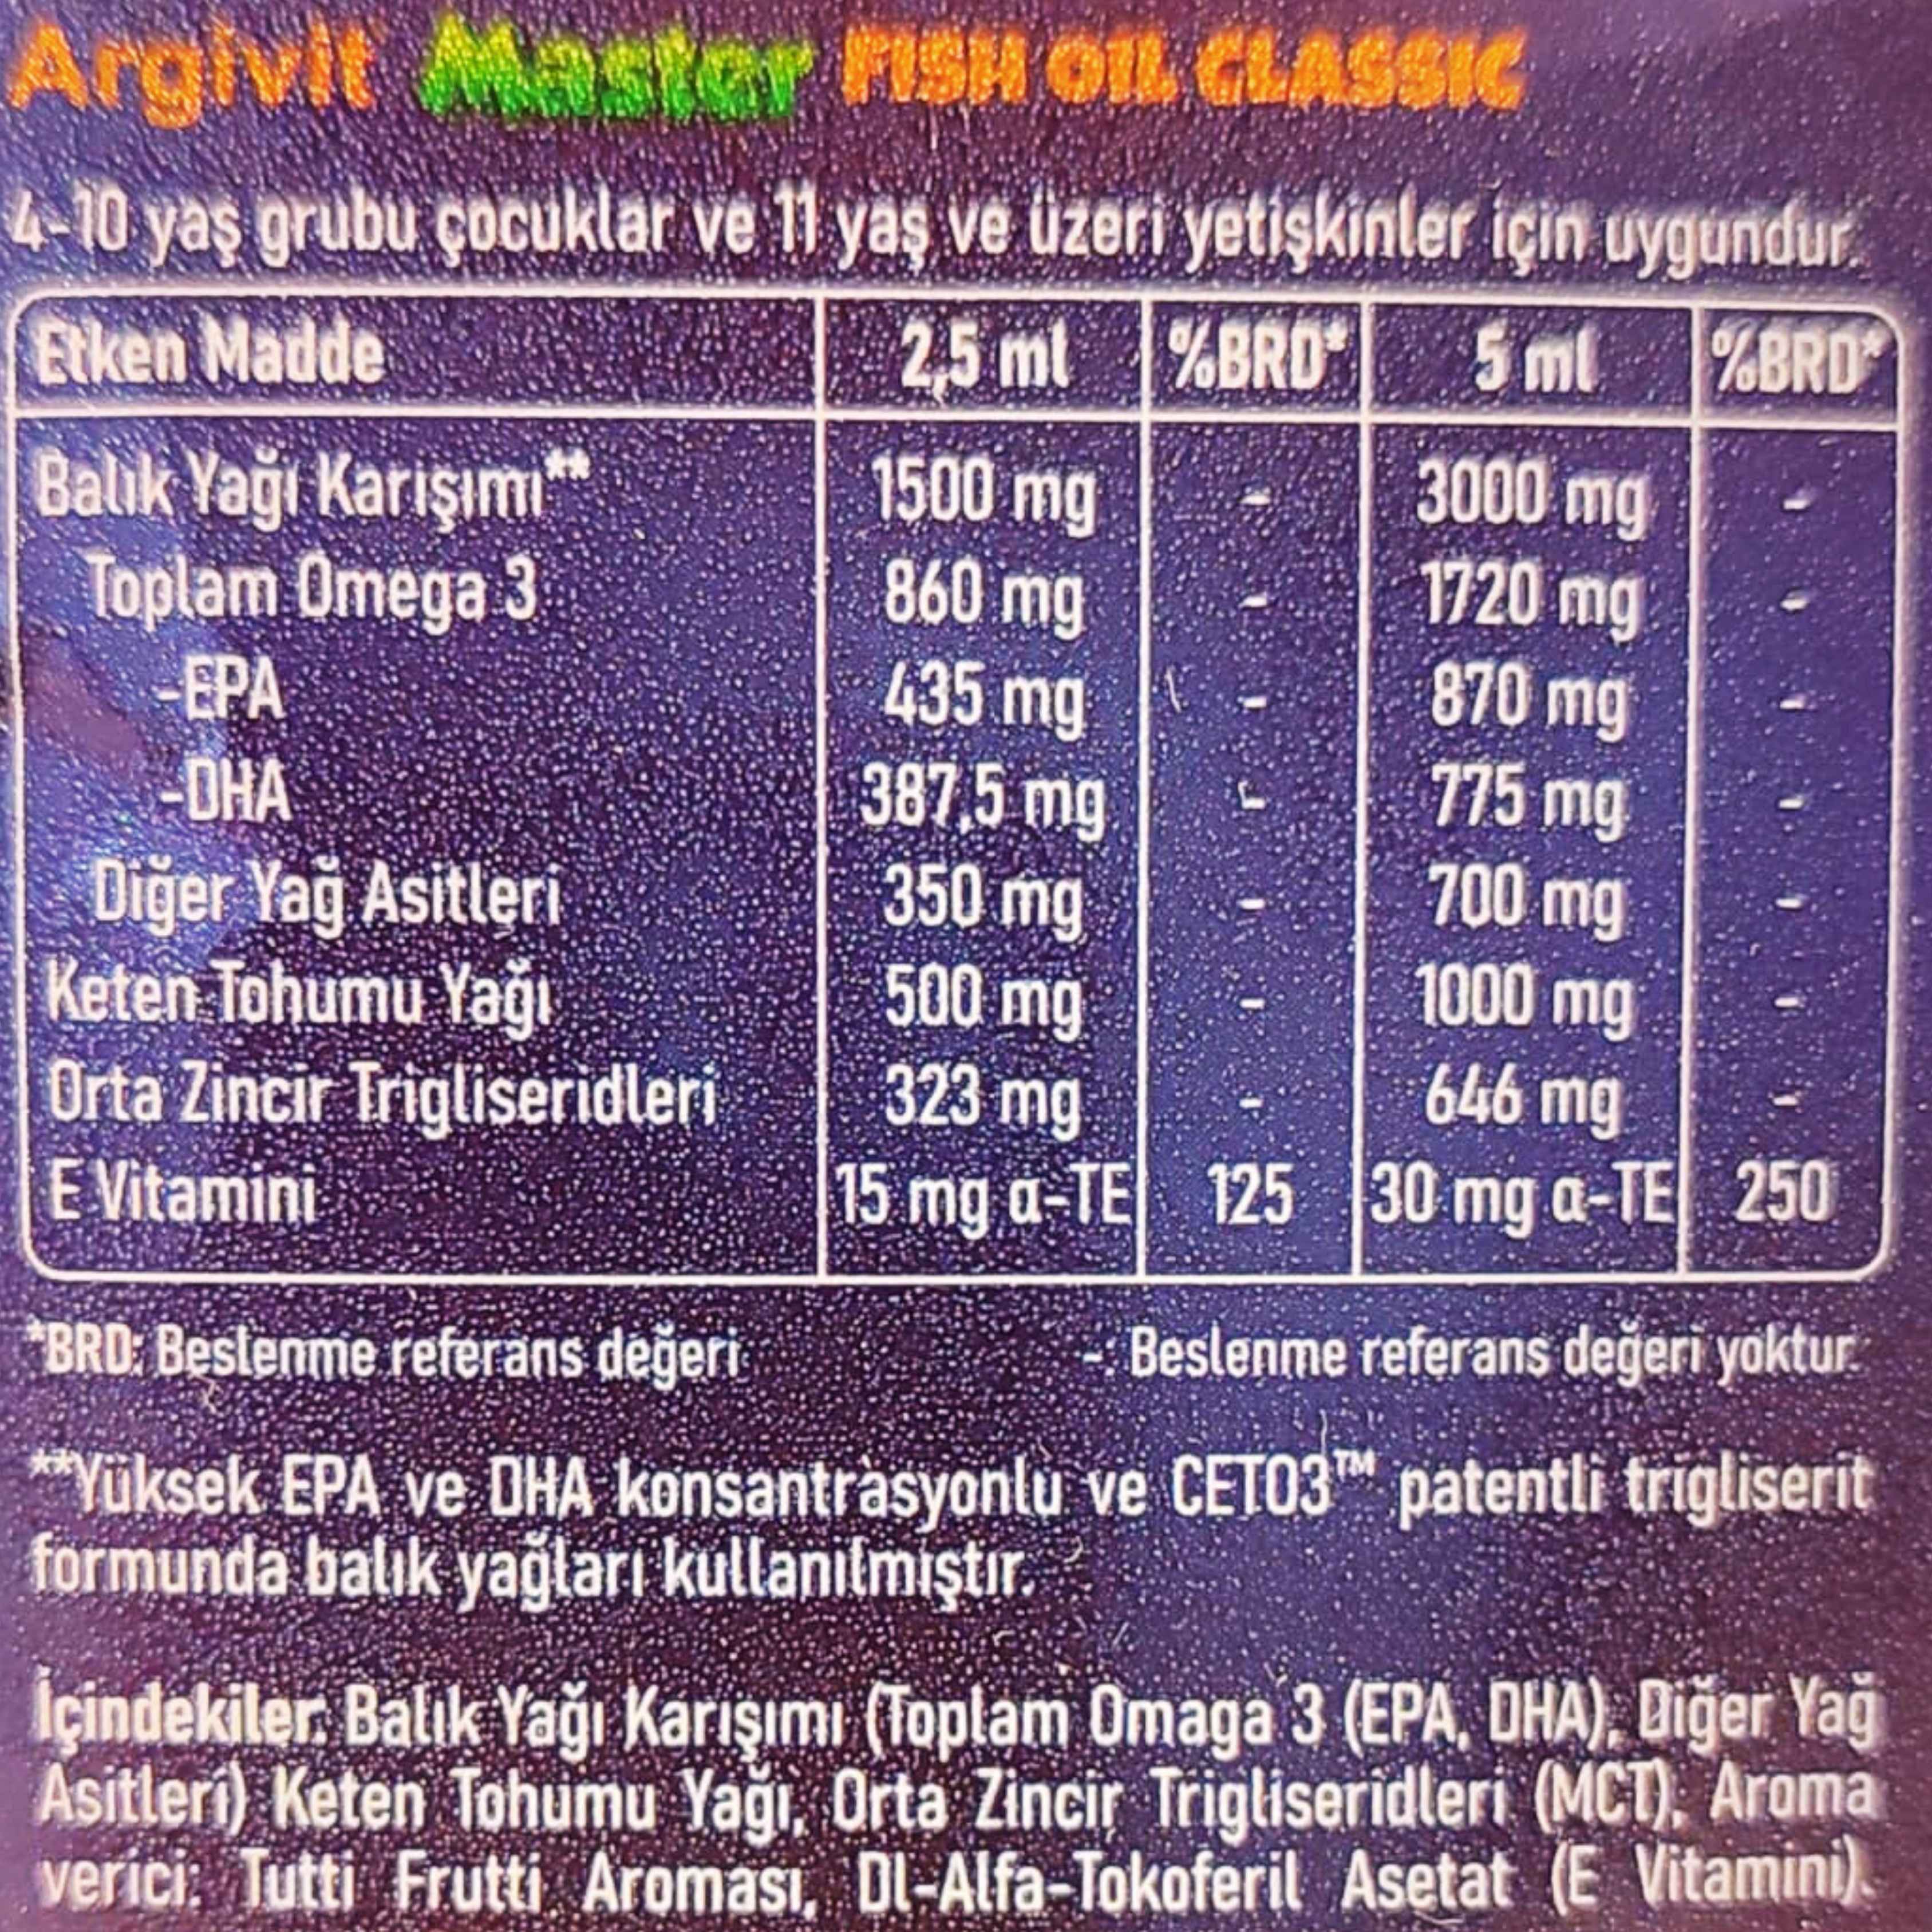 Argivit Master FISH OIL CLASSIC
4-10 yaş grubu çocuklar ve 11 yaş ve üzeri yetişkinler için uygundur.
Etken Madde 2,5 ml %BRD* 5 ml %BRD*
Balık Yağı Karışımı** 1500 mg - 3000 mg -
Toplam Omega 3 860 mg - 1720 mg -
-EPA 435 mg - 870 mg -
-DHA 387,5 mg - 775 mg -
Diğer Yağ Asitleri 350 mg - 700 mg -
Keten Tohumu Yağı 500 mg - 1000 mg -
Orta Zincir Trigliseridleri 323 mg - 646 mg -
E Vitamini 15 mg α-TE 125 30 mg α-TE 250
*BRD: Beslenme referans değeri -: Beslenme referans değeri yoktur.
**Yüksek EPA ve DHA konsantrasyonlu ve CETO3™ patentli trigliserit
formunda balık yağları kullanılmıştır.
İçindekiler: Balık Yağı Karışımı (Toplam Omaga 3 (EPA, DHA), Diğer Yağ
Asitleri) Keten Tohumu Yağı, Orta Zincir Trigliseridleri (MCT), Aroma
verici: Tutti Frutti Aroması, Dl-Alfa-Tokoferil Asetat (E Vitamini).